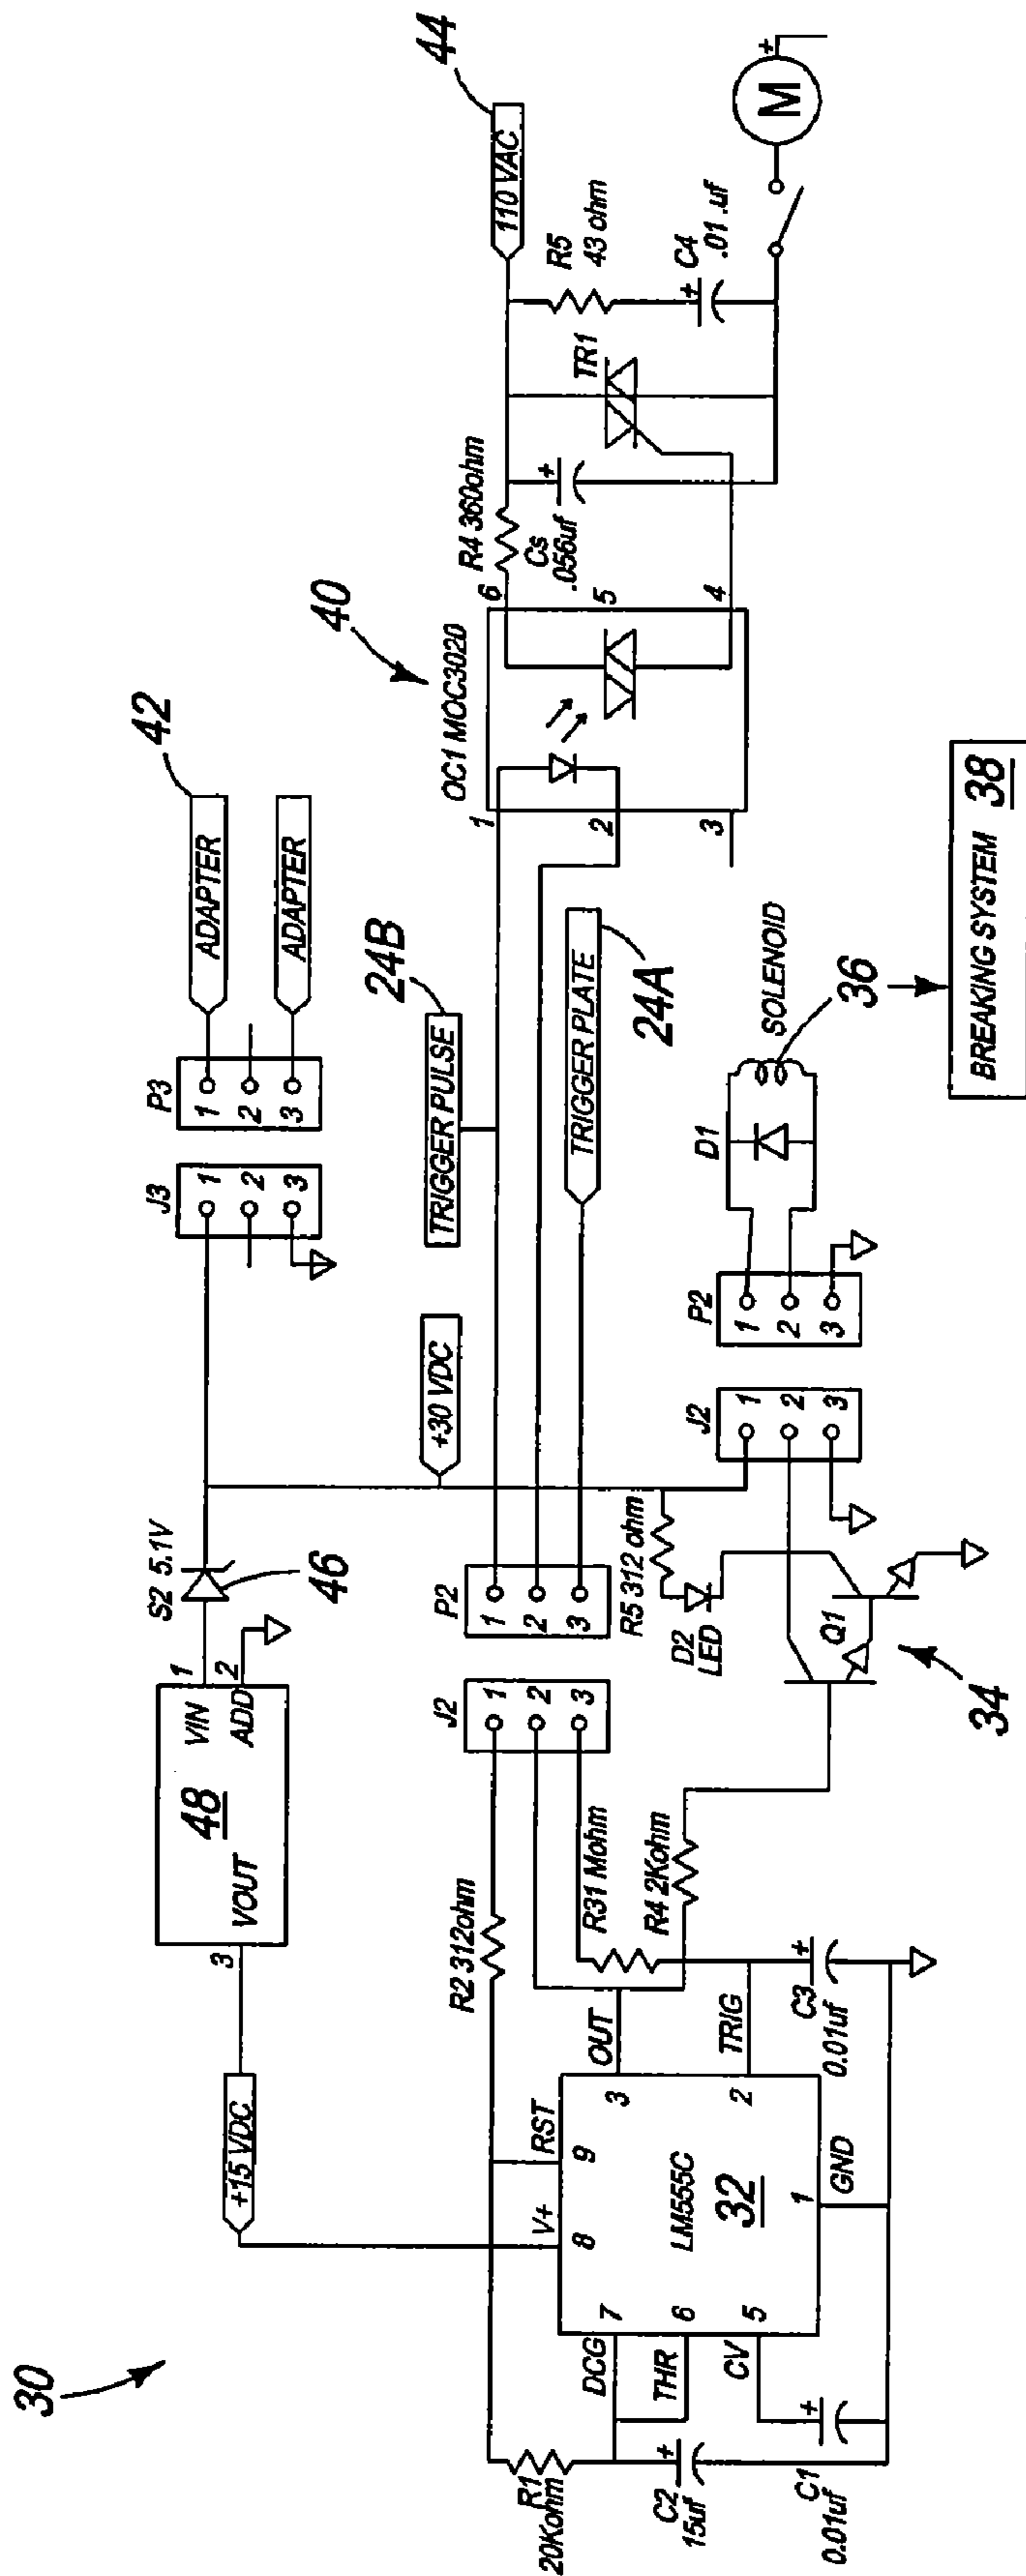 30
+15 VDC
3
VOUT
48
VIN
ADD
1
2
S2 5.1V
46
J3
1
2
3
P3
1
2
3
ADAPTER
ADAPTER
42
+30 VDC
TRIGGER PULSE
24B
TRIGGER PLATE
24A
40
OC1 MOC3020
1
2
3
6
5
4
R4 360ohm
Cs
.056uf
TR1
R5
43 ohm
C4
.01 .uf
110 VAC
44
M
+
+
+
R1
20Kohm
C2
15uf
+
C1
0.01uf
+
DCG
THR
CV
7
6
5
V+
8
RST
9
LM555C
32
1
GND
OUT
3
TRIG
2
C3
0.01uf
+
R2 312ohm
R31 Mohm
R4 2Kohm
J2
1
2
3
P2
1
2
3
R5 312 ohm
D2
LED
Q1
34
J2
1
2
3
P2
1
2
3
D1
SOLENOID
36
BREAKING SYSTEM
38